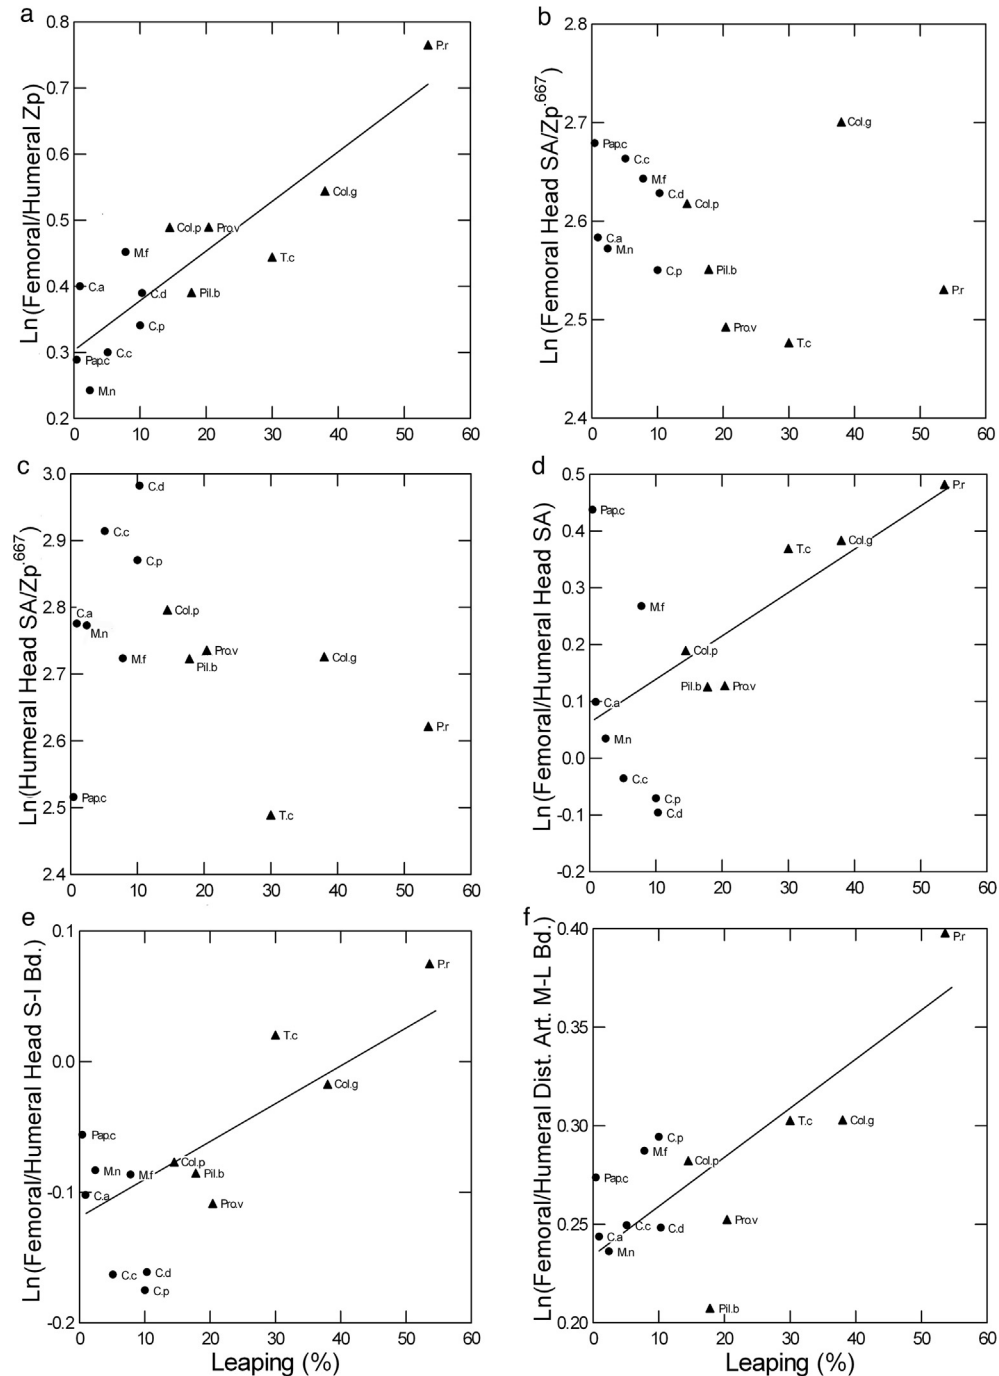 a
Ln(Femoral/Humeral Zp)
0.8
0.7
0.6
0.5
0.4
0.3
0.2
P.r
Col.g
Col.p
Pro.v
T.c
M.f
C.a
C.d
Pil.b
C.p
C.c
Pap.c
M.n
0 10 20 30 40 50 60
b
Ln(Femoral Head SA/Zp.667)
2.8
2.7
2.6
2.5
2.4
Col.g
Pap.c
C.c
M.f
C.d
Col.p
C.a
M.n
C.p
Pil.b
P.r
Pro.v
T.c
0 10 20 30 40 50 60
c
Ln(Humeral Head SA/Zp.667)
3.0
2.9
2.8
2.7
2.6
2.5
2.4
C.d
C.c
C.p
Col.p
C.a
M.n
M.f
Pro.v
Pil.b
Col.g
P.r
Pap.c
T.c
0 10 20 30 40 50 60
d
Ln(Femoral/Humeral Head SA)
0.5
0.4
0.3
0.2
0.1
0.0
-0.1
-0.2
P.r
Pap.c
Col.g
T.c
M.f
Col.p
Pil.b
Pro.v
C.a
M.n
C.c
C.p
C.d
0 10 20 30 40 50 60
e
Ln(Femoral/Humeral Head S-I Bd.)
0.1
0.0
-0.1
-0.2
P.r
T.c
Col.g
Pap.c
M.n
M.f
Col.p
Pil.b
C.a
Pro.v
C.c
C.d
C.p
0 10 20 30 40 50 60
Leaping (%)
f
Ln(Femoral/Humeral Dist. Art. M-L Bd.)
0.40
0.35
0.30
0.25
0.20
P.r
T.c
Col.g
C.p
M.f
Col.p
Pap.c
C.c
C.d
Pro.v
C.a
M.n
Pil.b
0 10 20 30 40 50 60
Leaping (%)